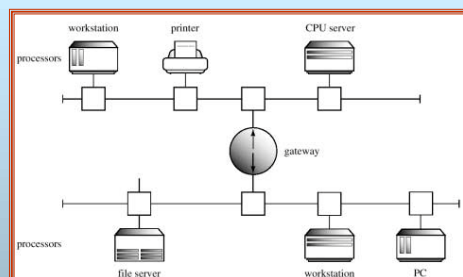 workstation
printer
CPU server
processors
gateway
processors
file server
workstation
PC